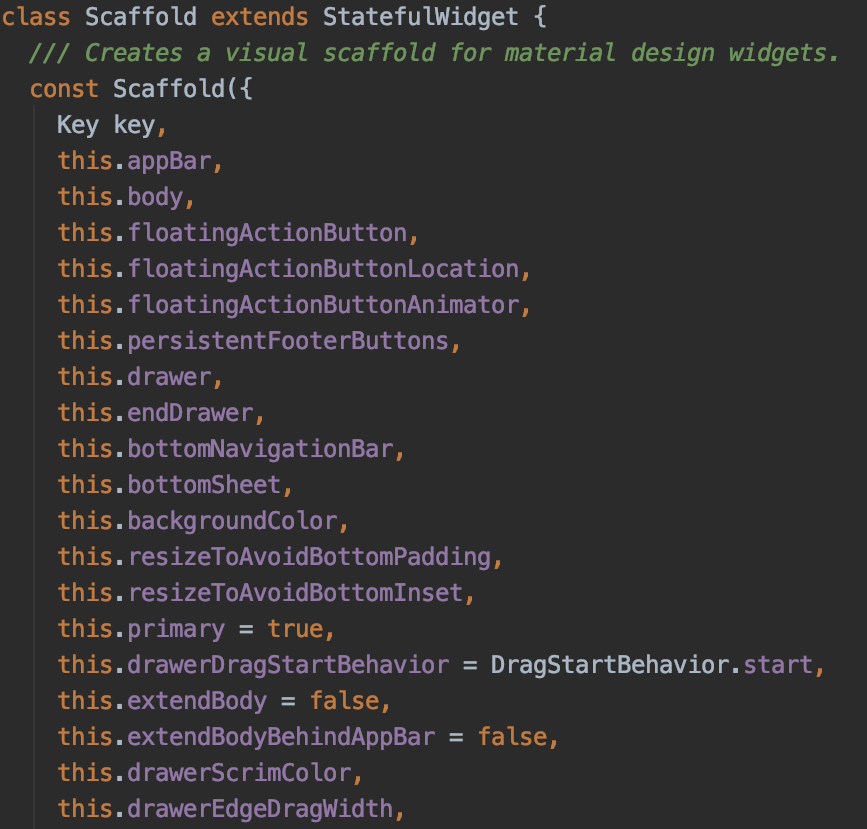 class Scaffold extends StatefulWidget {
/// Creates a visual scaffold for material design widgets.
const Scaffold({
Key key,
this.appBar,
this.body,
this.floatingActionButton,
this.floatingActionButtonLocation,
this.floatingActionButtonAnimator,
this.persistentFooterButtons,
this.drawer,
this.endDrawer,
this.bottomNavigationBar,
this.bottomSheet,
this.backgroundColor,
this.resizeToAvoidBottomPadding,
this.resizeToAvoidBottomInset,
this.primary = true,
this.drawerDragStartBehavior = DragStartBehavior.start,
this.extendBody = false,
this.extendBodyBehindAppBar = false,
this.drawerScrimColor,
this.drawerEdgeDragWidth,